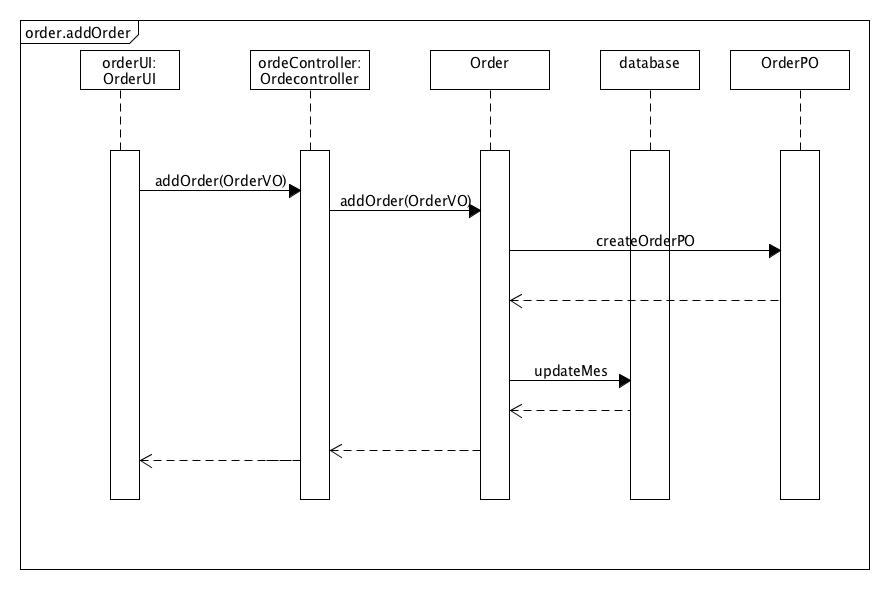 order.addOrder
orderUI:
OrderUI
ordeController:
Ordecontroller
Order
database
OrderPO
addOrder(OrderVO)
addOrder(OrderVO)
createOrderPO
updateMes